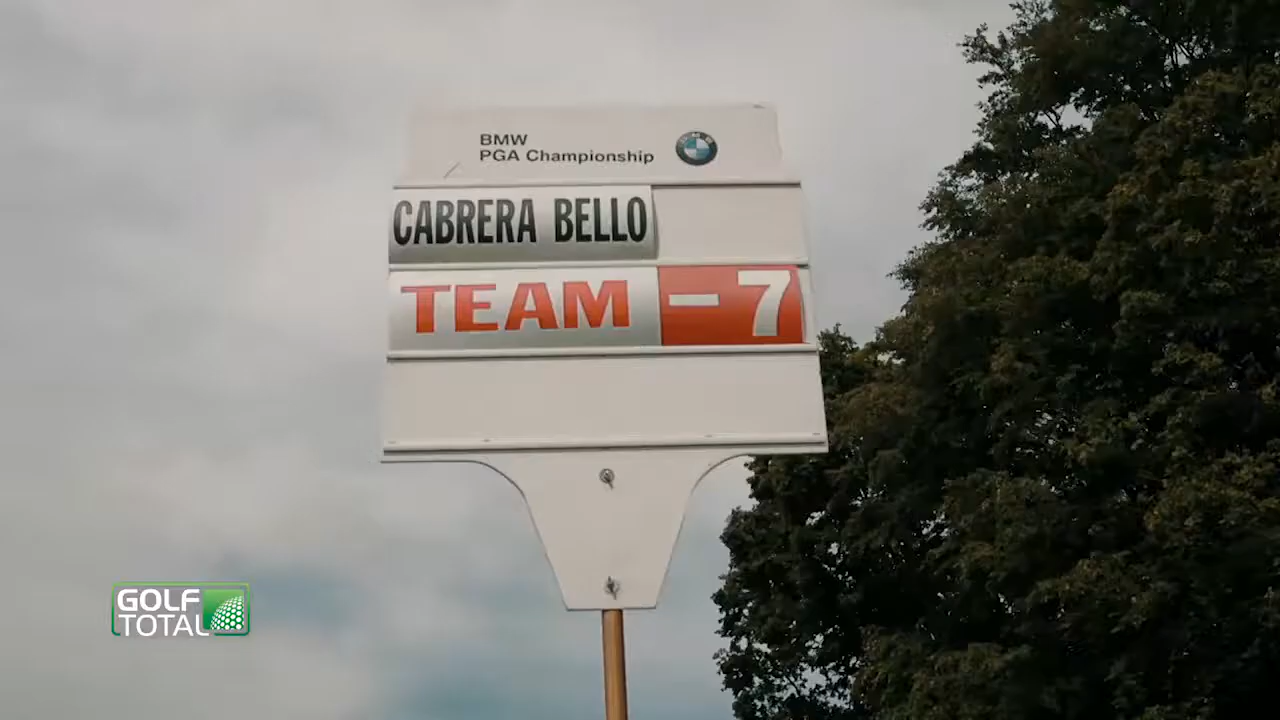 BMW
PGA Championship
CABRERA BELLO
TEAM – 7
GOLF
TOTAL